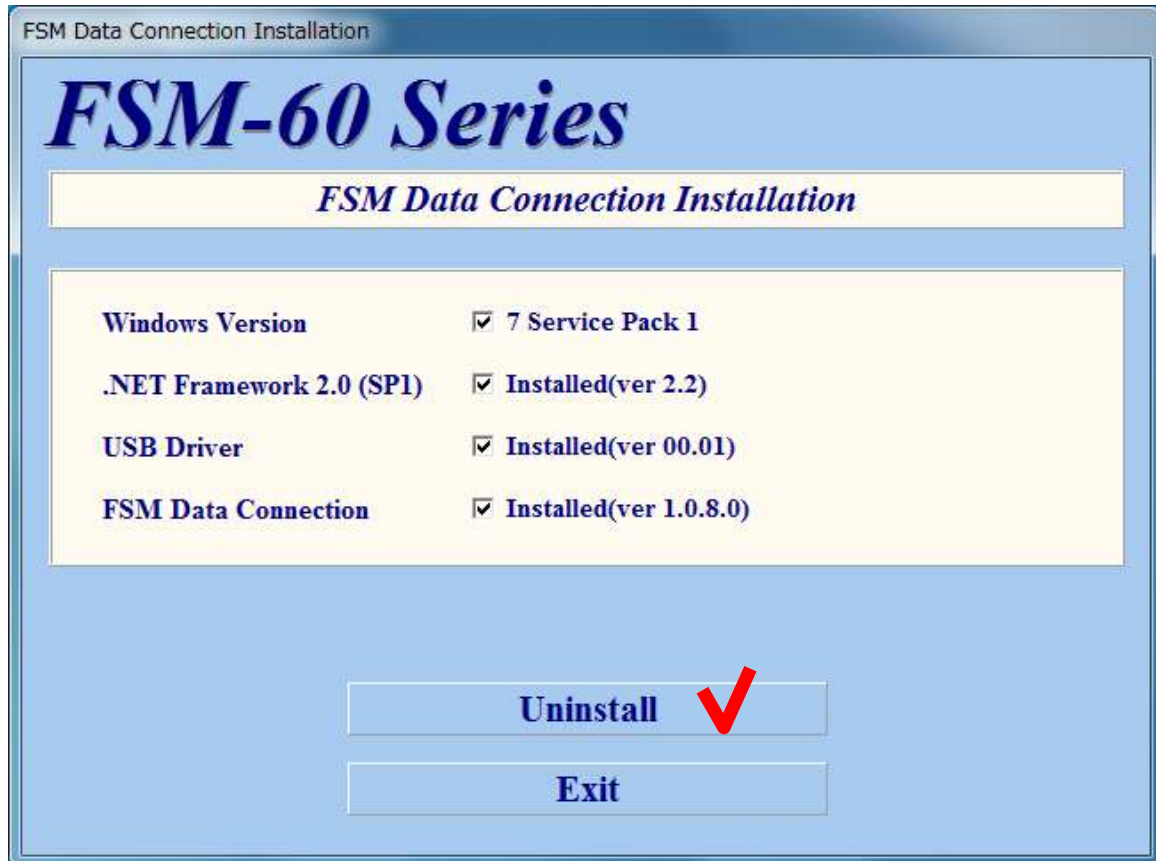 FSM Data Connection Installation
FSM-60 Series
FSM Data Connection Installation
Windows Version 7 Service Pack 1
.NET Framework 2.0 (SP1) Installed(ver 2.2)
USB Driver Installed(ver 00.01)
FSM Data Connection Installed(ver 1.0.8.0)
Uninstall
Exit